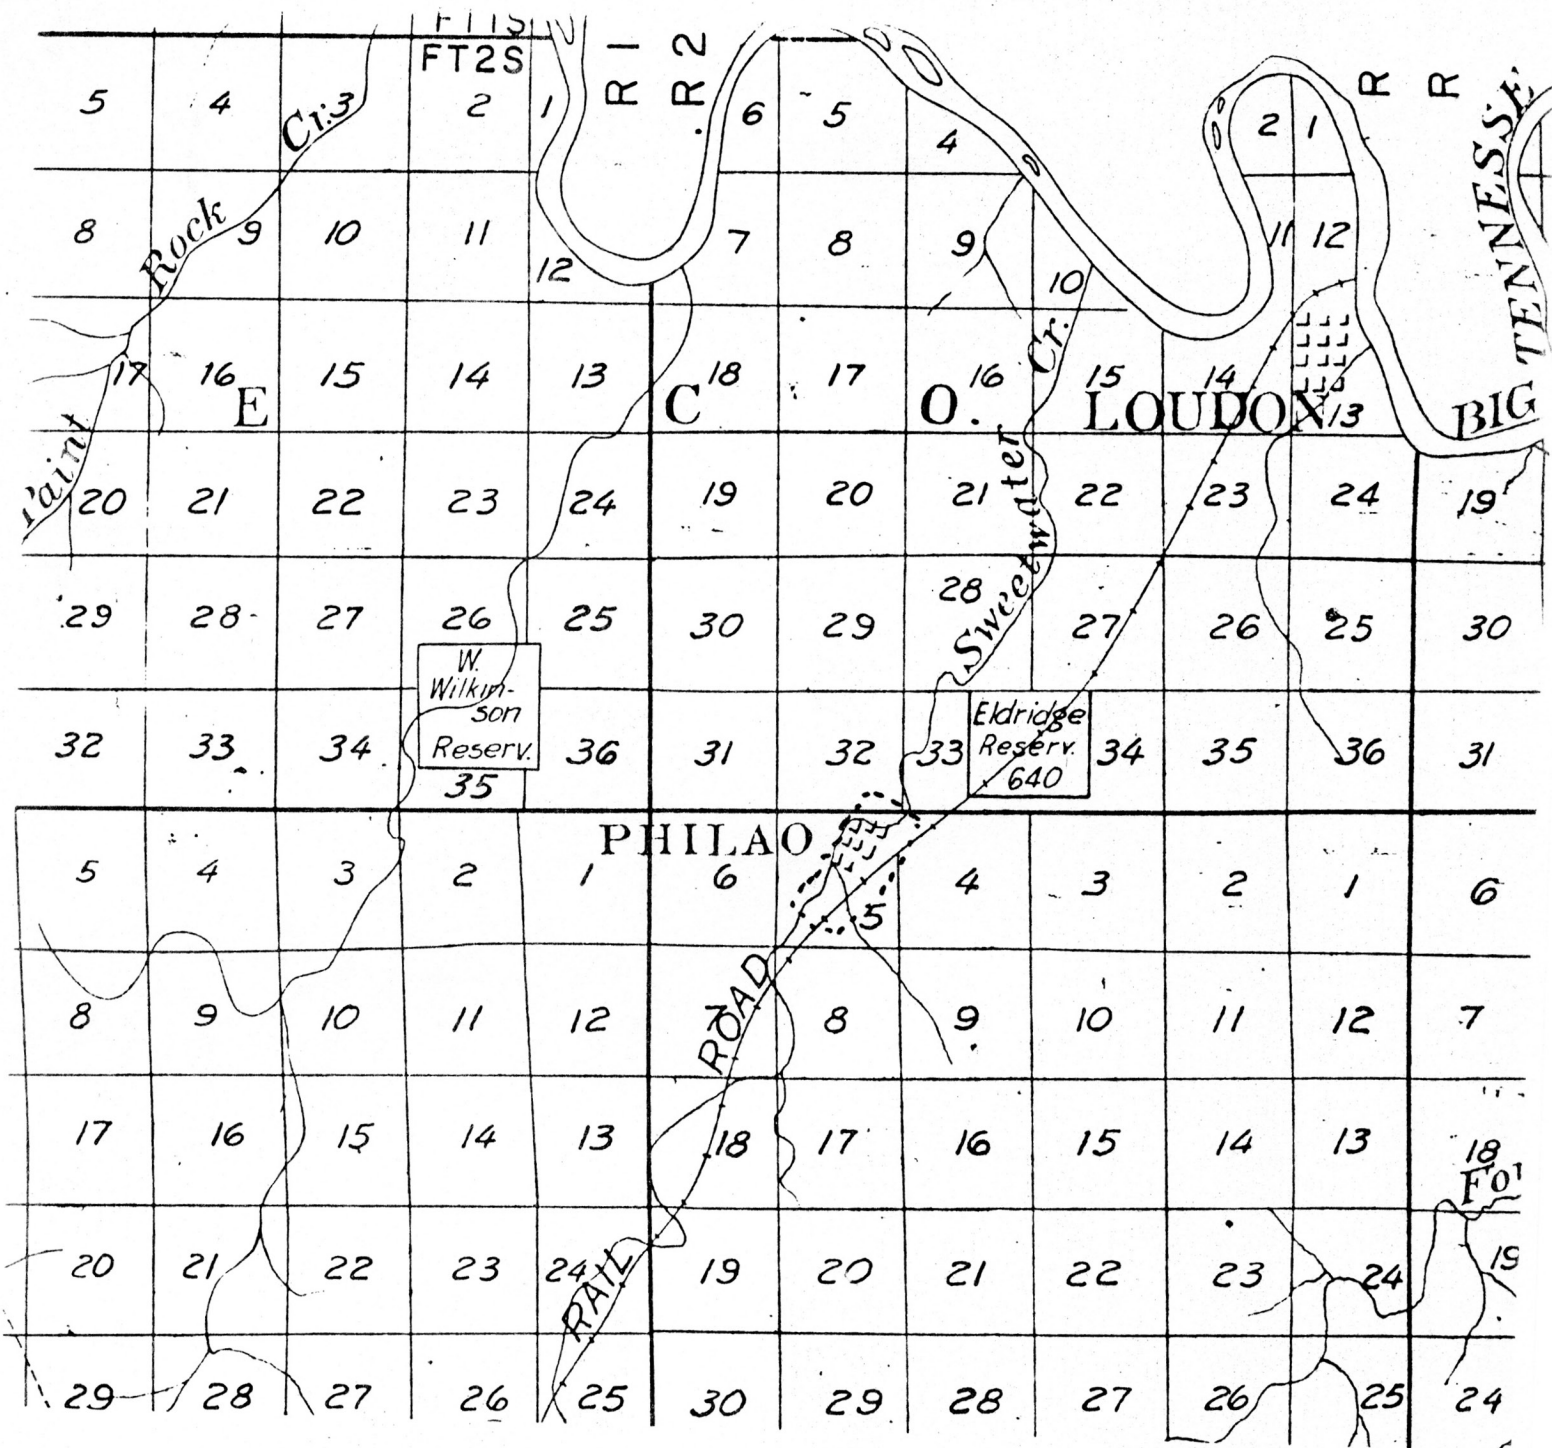 FT1S
FT2S
R 1
R 2
R
R
5 4 3 2 1 6 5 4 2 1
Rock Cr.
8 9 10 11 12 7 8 9 10 11 12
BIG TENNESSE
17 16 15 14 13 18 17 16 15 14 13
E C O. LOUDON
Paint
Sweetwater Cr.
20 21 22 23 24 19 20 21 22 23 24 19
29 28 27 26 25 30 29 28 27 26 25 30
W.
Wilkin-
son
Reserv.
Eldridge
Reserv.
640
32 33 34 35 36 31 32 33 34 35 36 31
PHILAO
5 4 3 2 1 6 5 4 3 2 1 6
8 9 10 11 12 7 8 9 10 11 12 7
RAIL ROAD
17 16 15 14 13 18 17 16 15 14 13 18
20 21 22 23 24 19 20 21 22 23 24 19
29 28 27 26 25 30 29 28 27 26 25 24